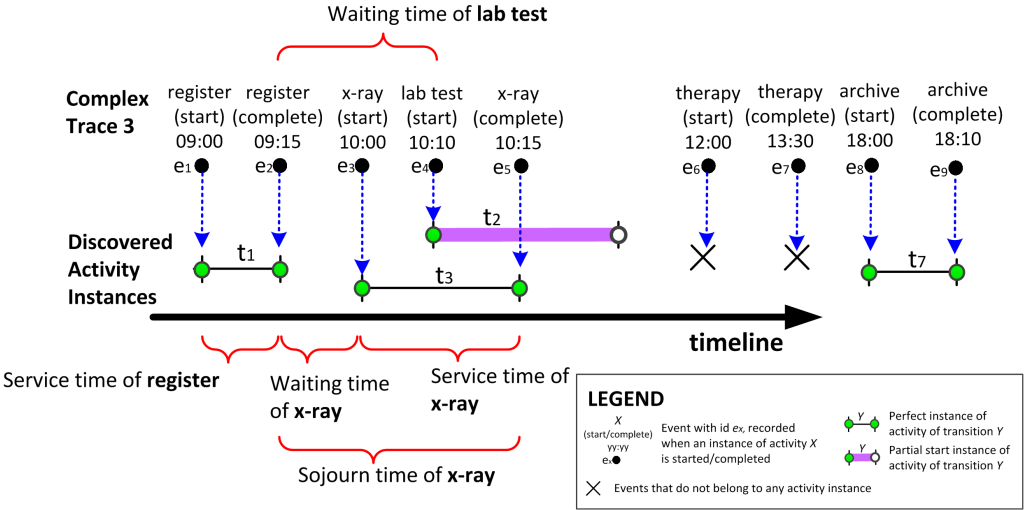 Waiting time of lab test
Complex
Trace 3
register
(start)
09:00
register
(complete)
09:15
x-ray
(start)
10:00
lab test
(start)
10:10
x-ray
(complete)
10:15
therapy
(start)
12:00
therapy
(complete)
13:30
archive
(start)
18:00
archive
(complete)
18:10
e1
e2
e3
e4
e5
e6
e7
e8
e9
Discovered
Activity
Instances
t1
t2
t3
t7
timeline
Service time of register
Waiting time
of x-ray
Service time of
x-ray
Sojourn time of x-ray
LEGEND
X
(start/complete)
yy:yy
ex
Event with id ex, recorded
when an instance of activity X
is started/completed
Events that do not belong to any activity instance
Y
Perfect instance of
activity of transition Y
Y
Partial start instance of
activity of transition Y